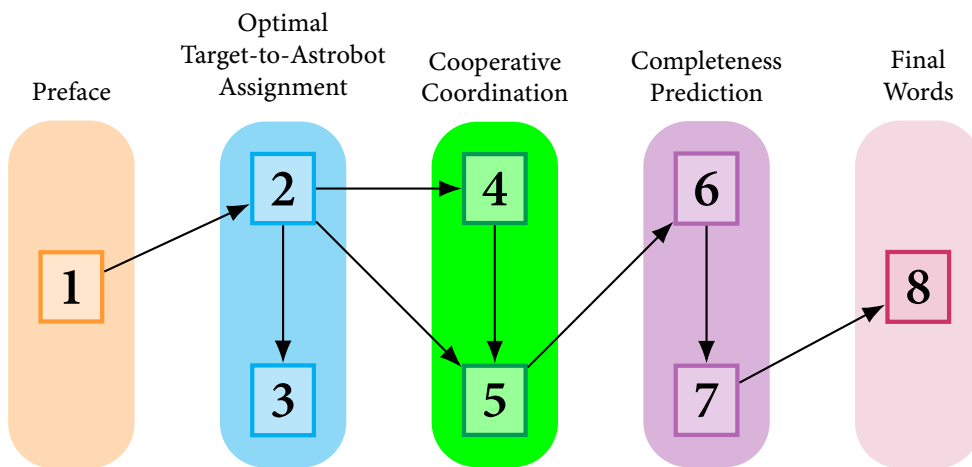 Preface
Optimal
Target-to-Astrobot
Assignment
Cooperative
Coordination
Completeness
Prediction
Final
Words
1
2
3
4
5
6
7
8